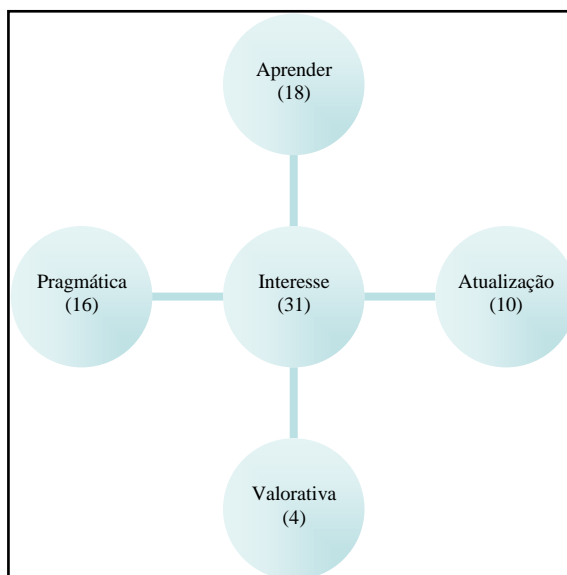 Aprender
(18)
Pragmática
(16)
Interesse
(31)
Atualização
(10)
Valorativa
(4)